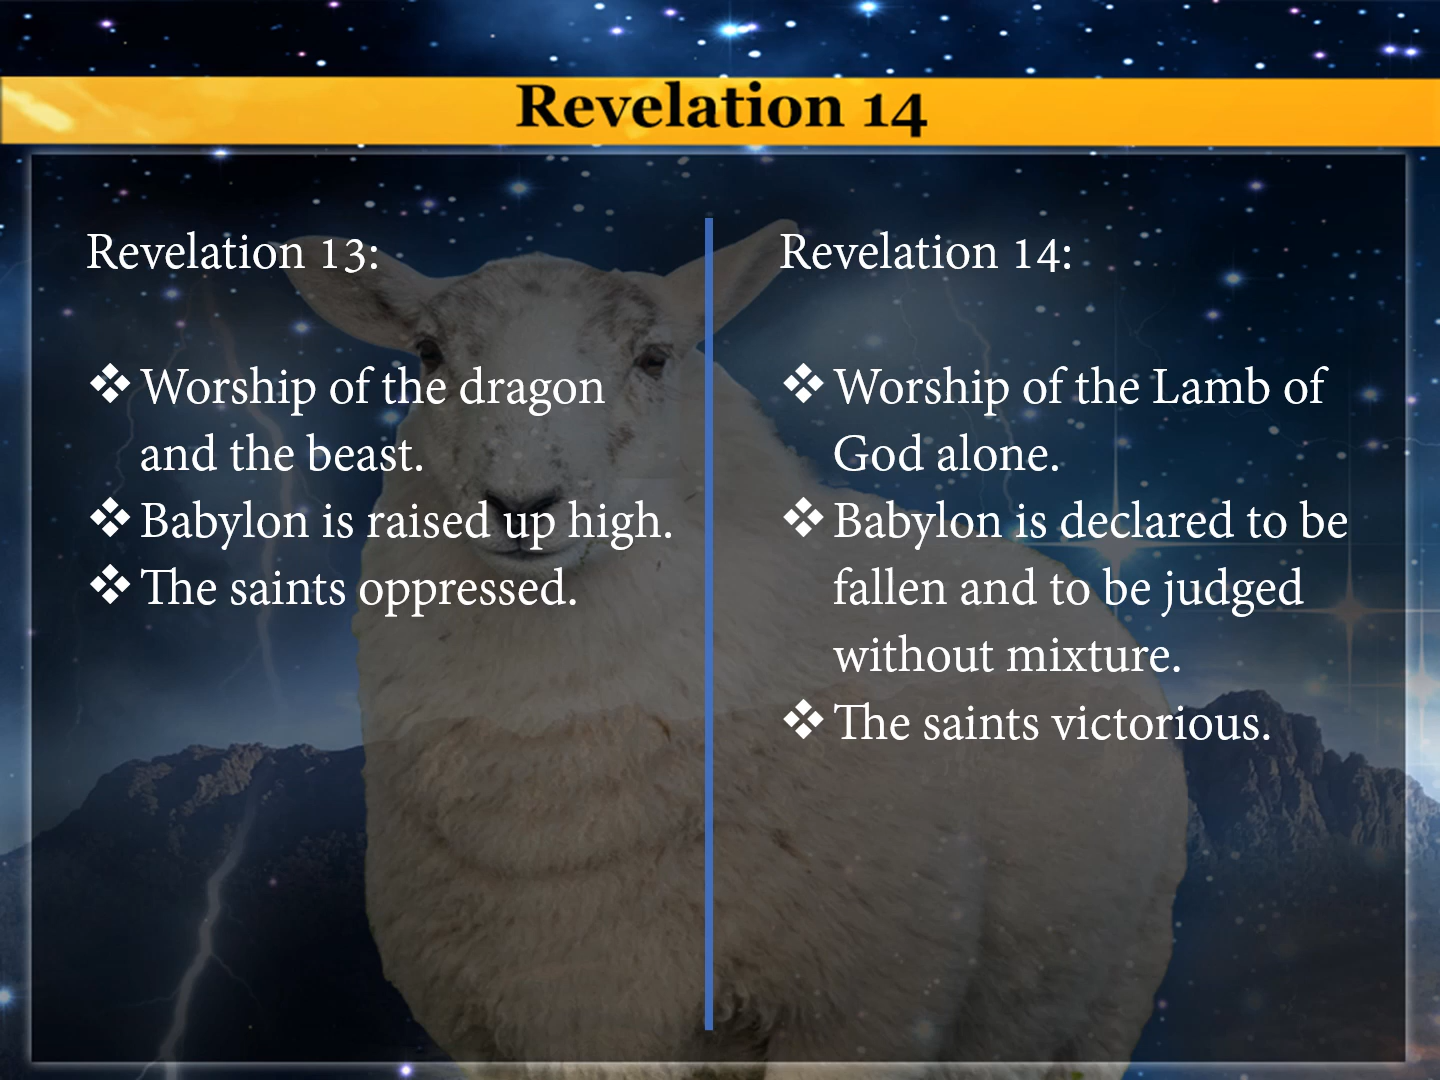 Revelation 14
Revelation 13:
❖ Worship of the dragon
and the beast.
❖ Babylon is raised up high.
❖ The saints oppressed.
Revelation 14:
❖ Worship of the Lamb of
God alone.
❖ Babylon is declared to be
fallen and to be judged
without mixture.
❖ The saints victorious.